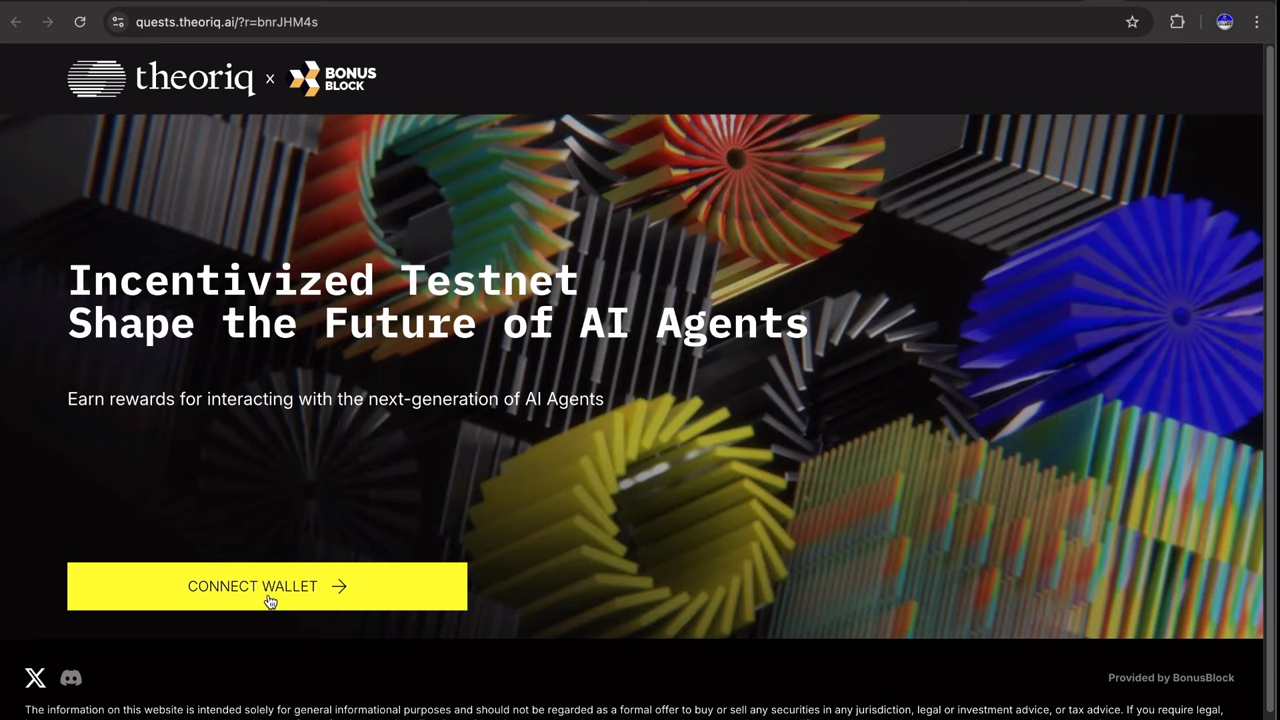 quests.theoriq.ai/?r=bnrJHM4s
theoriq x BONUS BLOCK
Incentivized Testnet
Shape the Future of AI Agents
Earn rewards for interacting with the next-generation of AI Agents
CONNECT WALLET →
Provided by BonusBlock
The information on this website is intended solely for general informational purposes and should not be regarded as a formal offer to buy or sell any securities in any jurisdiction, legal or investment advice, or tax advice. If you require legal,